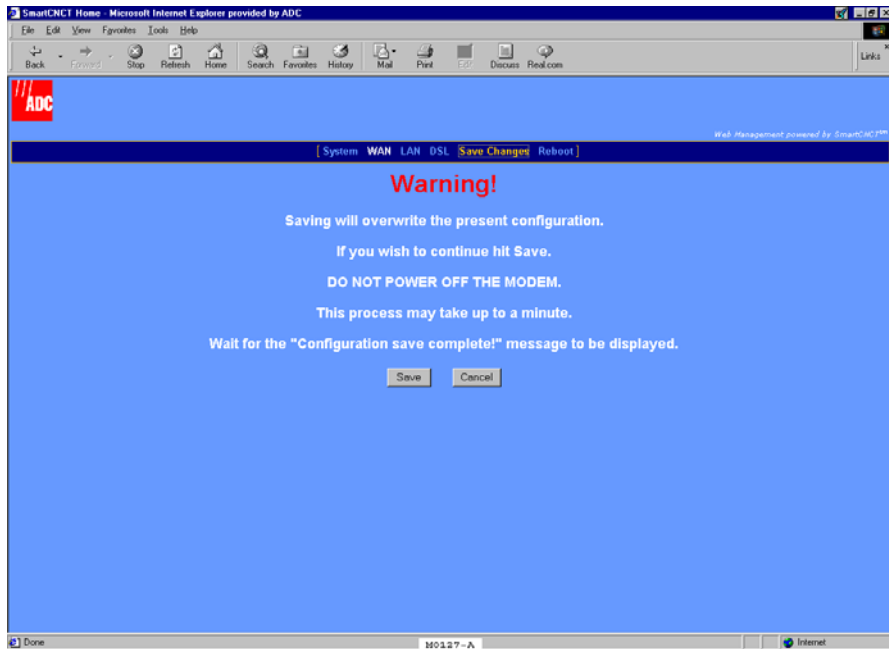 SmartCNCT Home - Microsoft Internet Explorer provided by ADC
File Edit View Favorites Tools Help
Back Forward Stop Refresh Home Search Favorites History Mail Print Edit Discuss Real.com
Links
ADC
Web Management powered by SmartCNCT
[ System WAN LAN DSL Save Changes Reboot ]
Warning!
Saving will overwrite the present configuration.
If you wish to continue hit Save.
DO NOT POWER OFF THE MODEM.
This process may take up to a minute.
Wait for the "Configuration save complete!" message to be displayed.
Save Cancel
Done
M0127-A
Internet